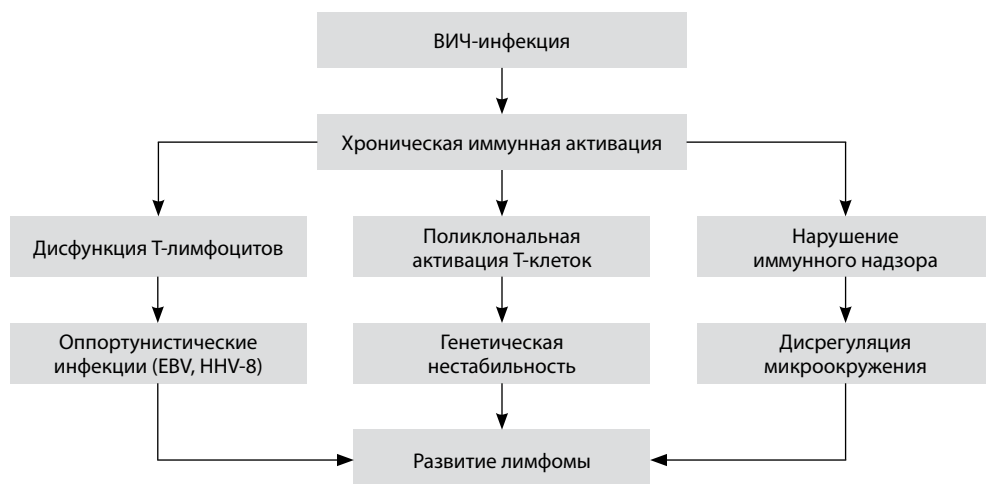 ВИЧ-инфекция
Хроническая иммунная активация
Дисфункция Т-лимфоцитов
Поликлональная
активация Т-клеток
Нарушение
иммунного надзора
Оппортунистические
инфекции (EBV, HHV-8)
Генетическая
нестабильность
Дисрегуляция
микроокружения
Развитие лимфомы